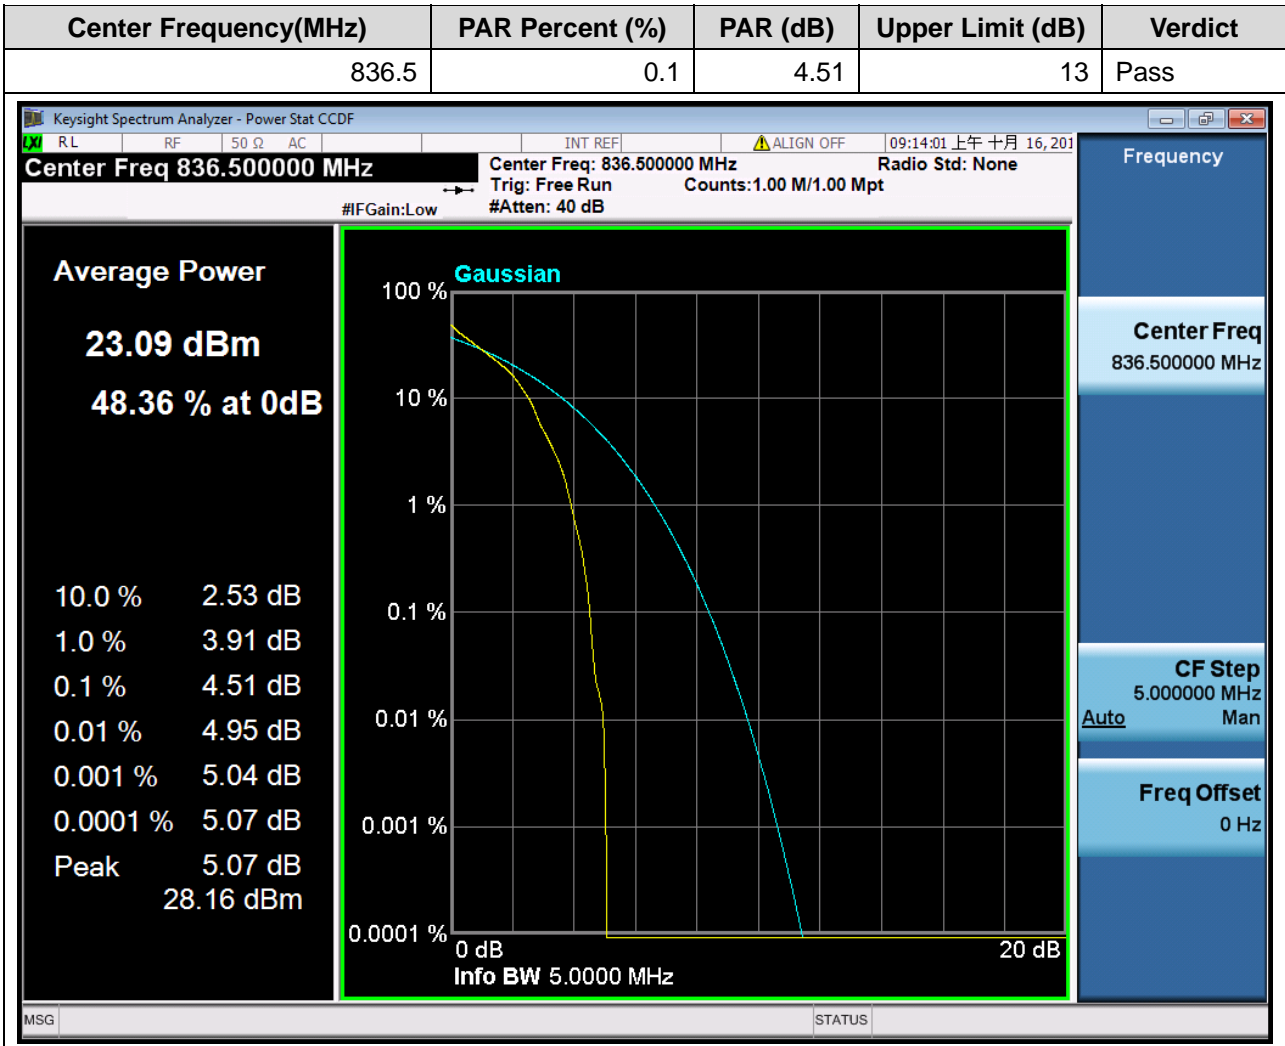 Center Frequency(MHz) PAR Percent (%) PAR (dB) Upper Limit (dB) Verdict
836.5 0.1 4.51 13 Pass
Keysight Spectrum Analyzer - Power Stat CCDF
LXI RL RF 50 Ω AC INT REF ALIGN OFF 09:14:01 上午 十月 16, 201
Center Freq 836.500000 MHz
Center Freq: 836.500000 MHz Radio Std: None
Trig: Free Run Counts:1.00 M/1.00 Mpt
#IFGain:Low #Atten: 40 dB
Average Power
23.09 dBm
48.36 % at 0dB
10.0 % 2.53 dB
1.0 % 3.91 dB
0.1 % 4.51 dB
0.01 % 4.95 dB
0.001 % 5.04 dB
0.0001 % 5.07 dB
Peak 5.07 dB
28.16 dBm
Gaussian
100 %
10 %
1 %
0.1 %
0.01 %
0.001 %
0.0001 %
0 dB 20 dB
Info BW 5.0000 MHz
Frequency
Center Freq
836.500000 MHz
CF Step
5.000000 MHz
Auto Man
Freq Offset
0 Hz
MSG STATUS